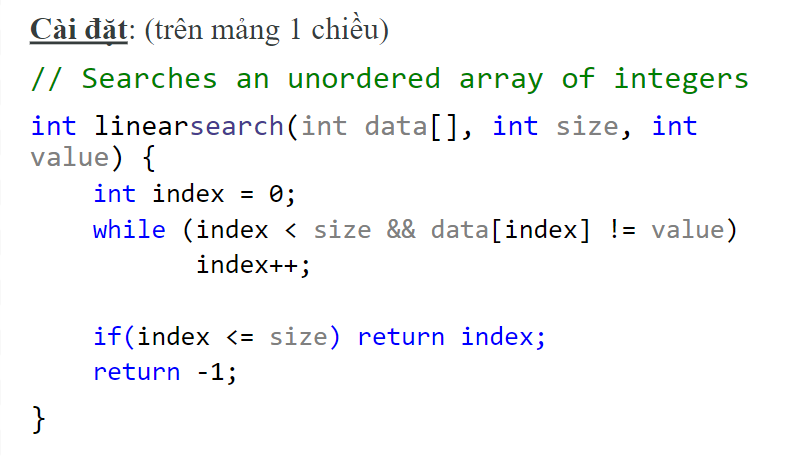 Cài đặt: (trên mảng 1 chiều)
// Searches an unordered array of integers
int linearsearch(int data[], int size, int
value) {
    int index = 0;
    while (index < size && data[index] != value)
           index++;
    if(index <= size) return index;
    return -1;
}